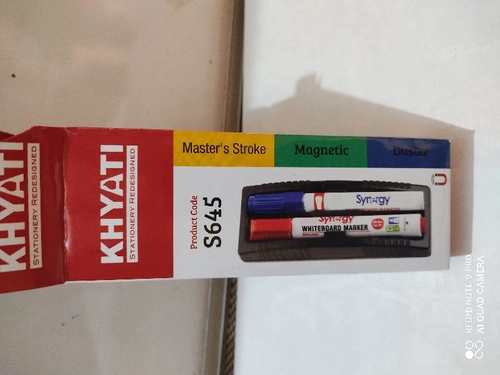 KHYATI
STATIONERY REDESIGNED
KHYATI
STATIONERY REDESIGNED
Master's Stroke
Magnetic
Duster
Product Code
S645
Synergy
Synergy
WHITEBOARD MARKER
REDMI NOTE 9 PRO
AI QUAD CAMERA